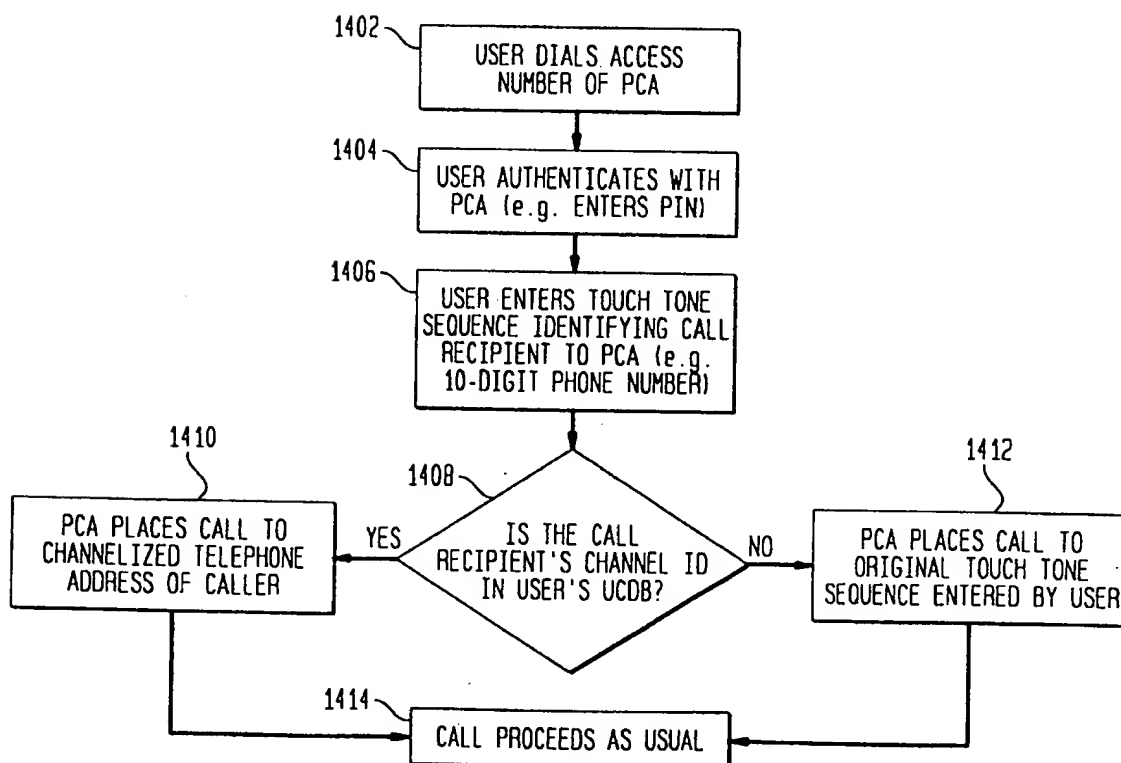 1402
USER DIALS ACCESS
NUMBER OF PCA
1404
USER AUTHENTICATES WITH
PCA (e.g. ENTERS PIN)
1406
USER ENTERS TOUCH TONE
SEQUENCE IDENTIFYING CALL
RECIPIENT TO PCA (e.g.
10-DIGIT PHONE NUMBER)
1408
IS THE CALL
RECIPIENT'S CHANNEL ID
IN USER'S UCDB?
YES
NO
1410
PCA PLACES CALL TO
CHANNELIZED TELEPHONE
ADDRESS OF CALLER
1412
PCA PLACES CALL TO
ORIGINAL TOUCH TONE
SEQUENCE ENTERED BY USER
1414
CALL PROCEEDS AS USUAL